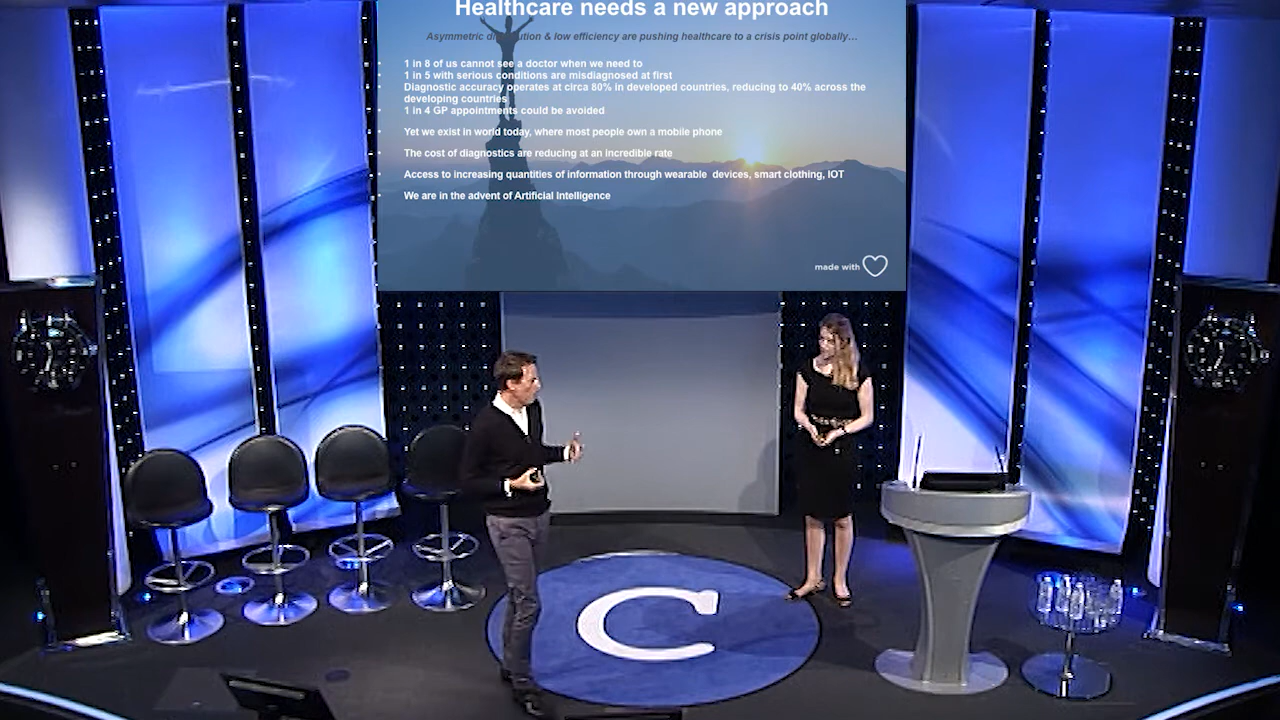 Healthcare needs a new approach
Asymmetric & low efficiency are pushing healthcare to a crisis point globally…
1 in 8 of us cannot see a doctor when we need to
1 in 5 with serious conditions are misdiagnosed at first
Diagnostic accuracy operates at circa 80% in developed countries, reducing to 40% across the
developing countries
1 in 4 GP appointments could be avoided
Yet we exist in world today, where most people own a mobile phone
The cost of diagnostics are reducing at an incredible rate
Access to increasing quantities of information through wearable devices, smart clothing, IOT
We are in the advent of Artificial Intelligence
made with
C